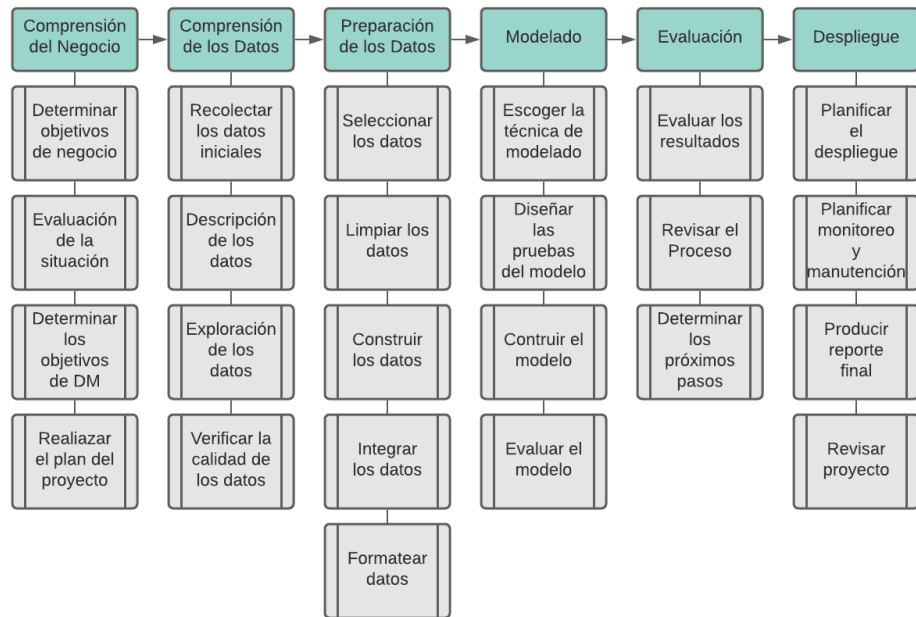 Comprensión
del Negocio
Comprensión
de los Datos
Preparación
de los Datos
Modelado
Evaluación
Despliegue
Determinar
objetivos
de negocio
Evaluación
de la
situación
Determinar
los
objetivos
de DM
Realiazar
el plan del
proyecto
Recolectar
los datos
iniciales
Descripción
de los
datos
Exploración
de los
datos
Verificar la
calidad de
los datos
Seleccionar
los datos
Limpiar los
datos
Construir
los datos
Integrar
los datos
Formatear
datos
Escoger la
técnica de
modelado
Diseñar
las
pruebas
del modelo
Contruir el
modelo
Evaluar el
modelo
Evaluar los
resultados
Revisar el
Proceso
Determinar
los
próximos
pasos
Planificar
el
despliegue
Planificar
monitoreo
y
manutención
Producir
reporte
final
Revisar
proyecto